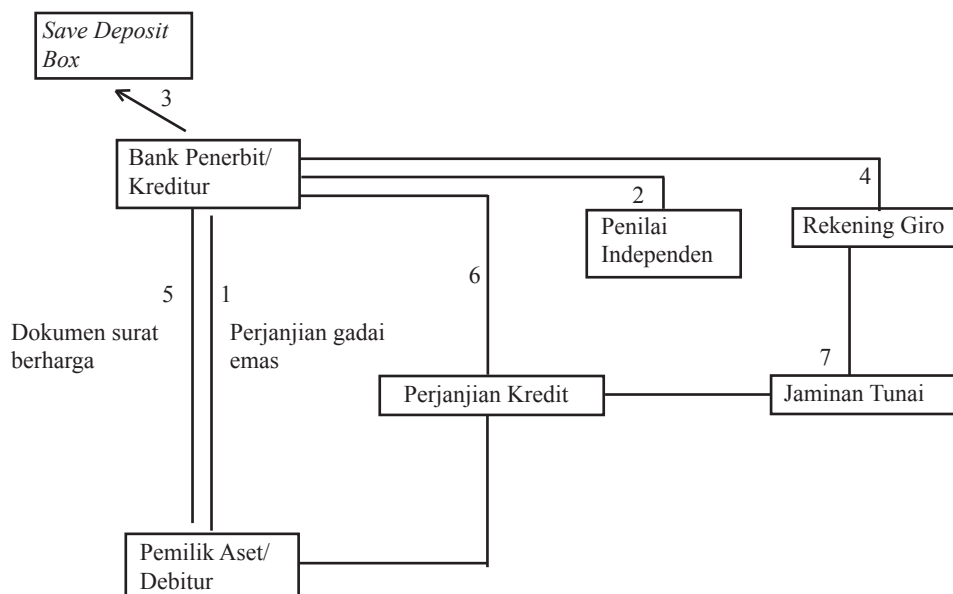 Save Deposit
Box
3
Bank Penerbit/
Kreditur
4
2
Penilai
Independen
Rekening Giro
6
5
1
Dokumen surat
berharga
Perjanjian gadai
emas
7
Perjanjian Kredit
Jaminan Tunai
Pemilik Aset/
Debitur